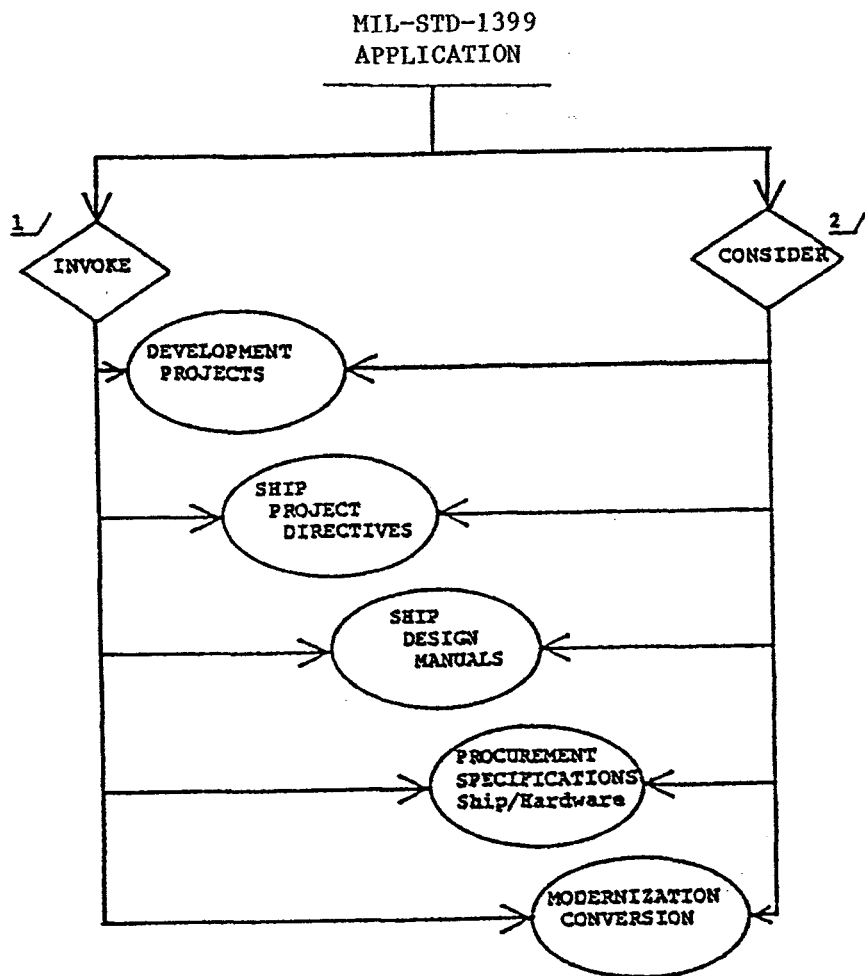 MIL-STD-1399
APPLICATION
1/
INVOKE
2/
CONSIDER
DEVELOPMENT
PROJECTS
SHIP
PROJECT
DIRECTIVES
SHIP
DESIGN
MANUALS
PROCUREMENT
SPECIFICATIONS
Ship/Hardware
MODERNIZATION
CONVERSION